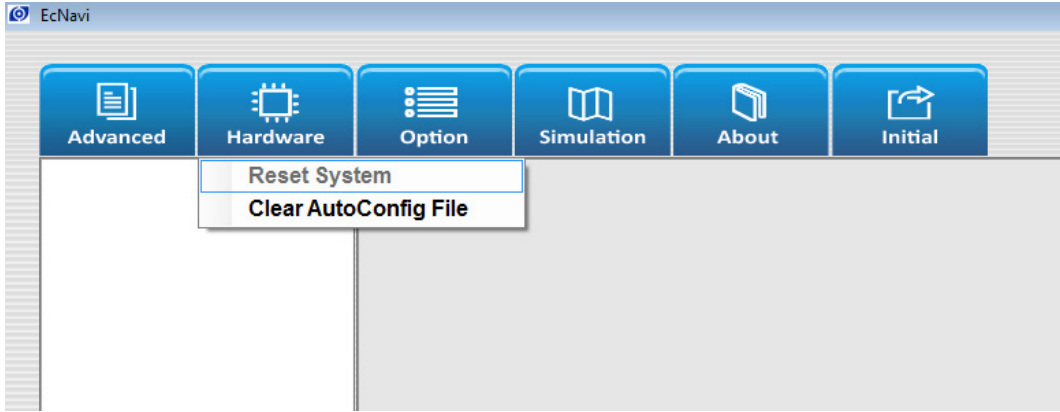 EcNavi
Advanced Hardware Option Simulation About Initial
Reset System
Clear AutoConfig File